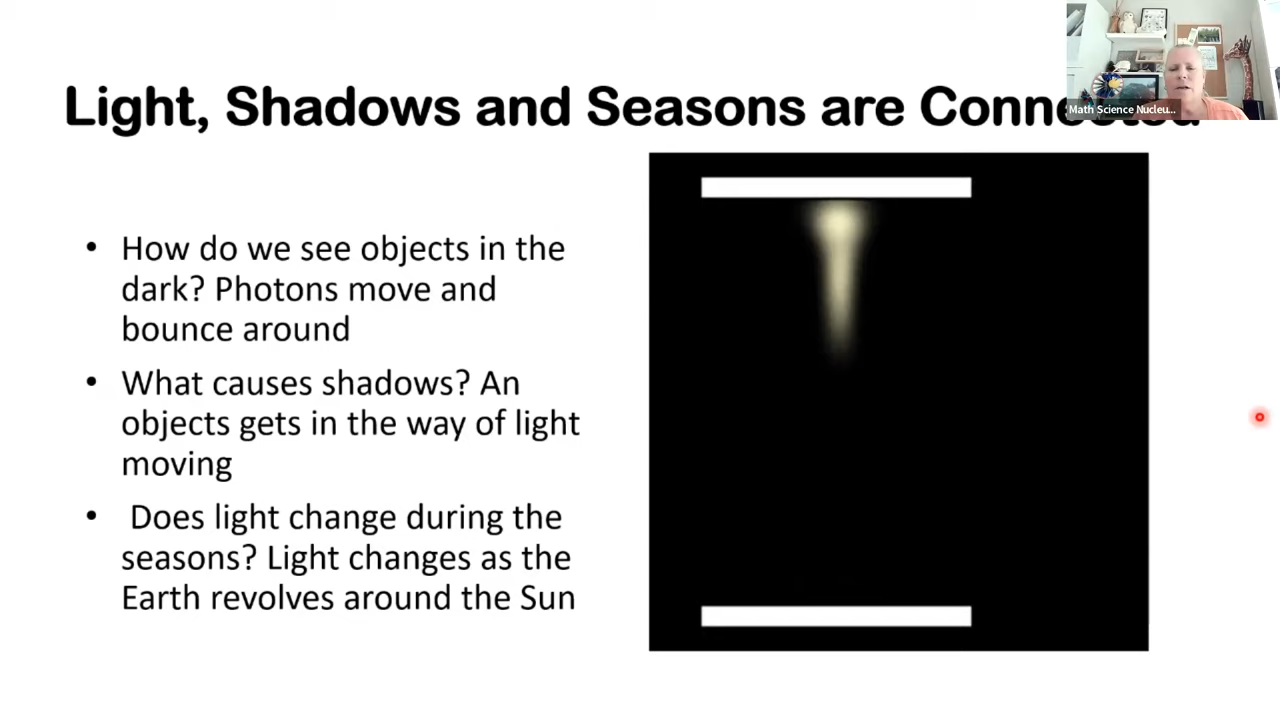 Light, Shadows and Seasons are Connected
Math Science Nucleu...
• How do we see objects in the
dark? Photons move and
bounce around
• What causes shadows? An
objects gets in the way of light
moving
• Does light change during the
seasons? Light changes as the
Earth revolves around the Sun